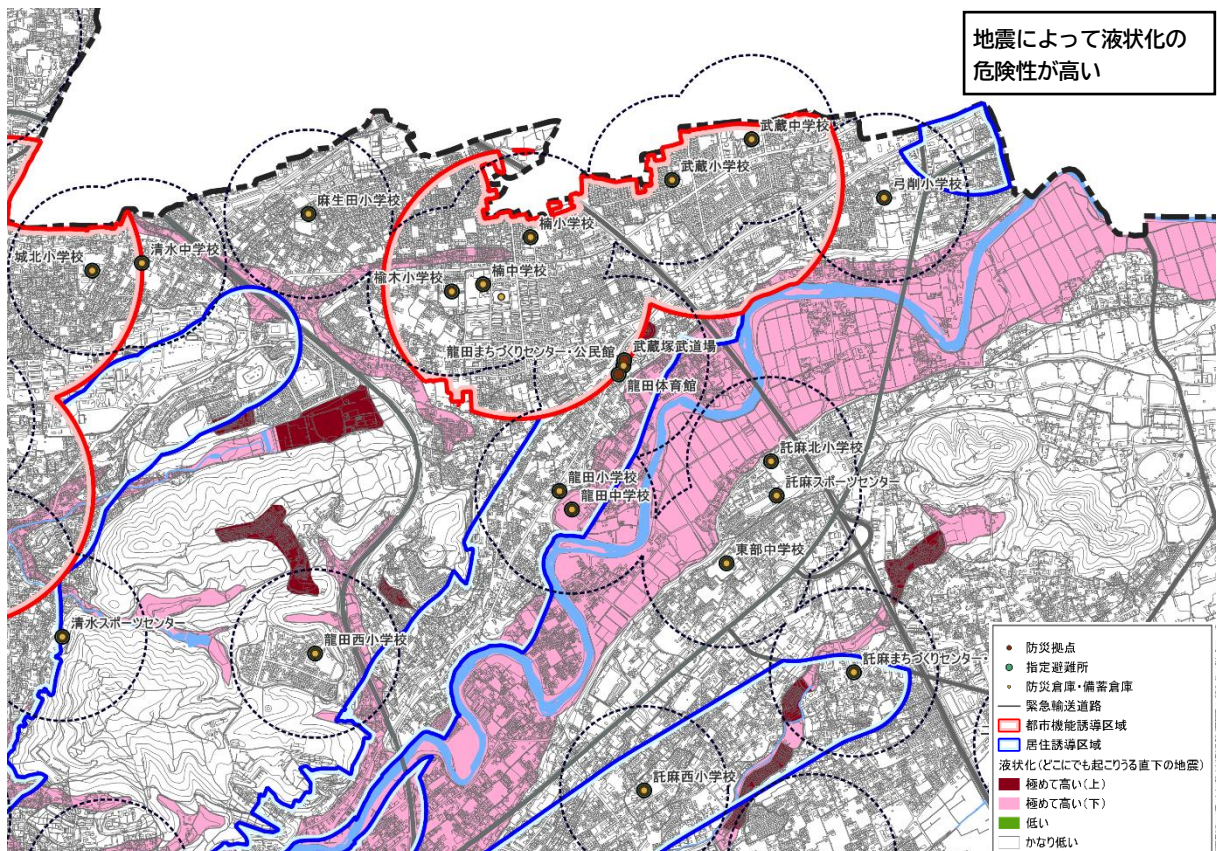 地震によって液状化の
危険性が高い
武蔵中学校
武蔵小学校
弓削小学校
麻生田小学校
楠小学校
清水中学校
城北小学校
楡木小学校
楠中学校
武蔵塚武道場
龍田まちづくりセンター・公民館
龍田体育館
託麻北小学校
龍田小学校
託麻スポーツセンター
龍田中学校
東部中学校
清水スポーツセンター
龍田西小学校
託麻まちづくりセンター・
託麻西小学校
防災拠点
指定避難所
防災倉庫・備蓄倉庫
緊急輸送道路
都市機能誘導区域
居住誘導区域
液状化(どこにでも起こりうる直下の地震)
極めて高い(上)
極めて高い(下)
低い
かなり低い